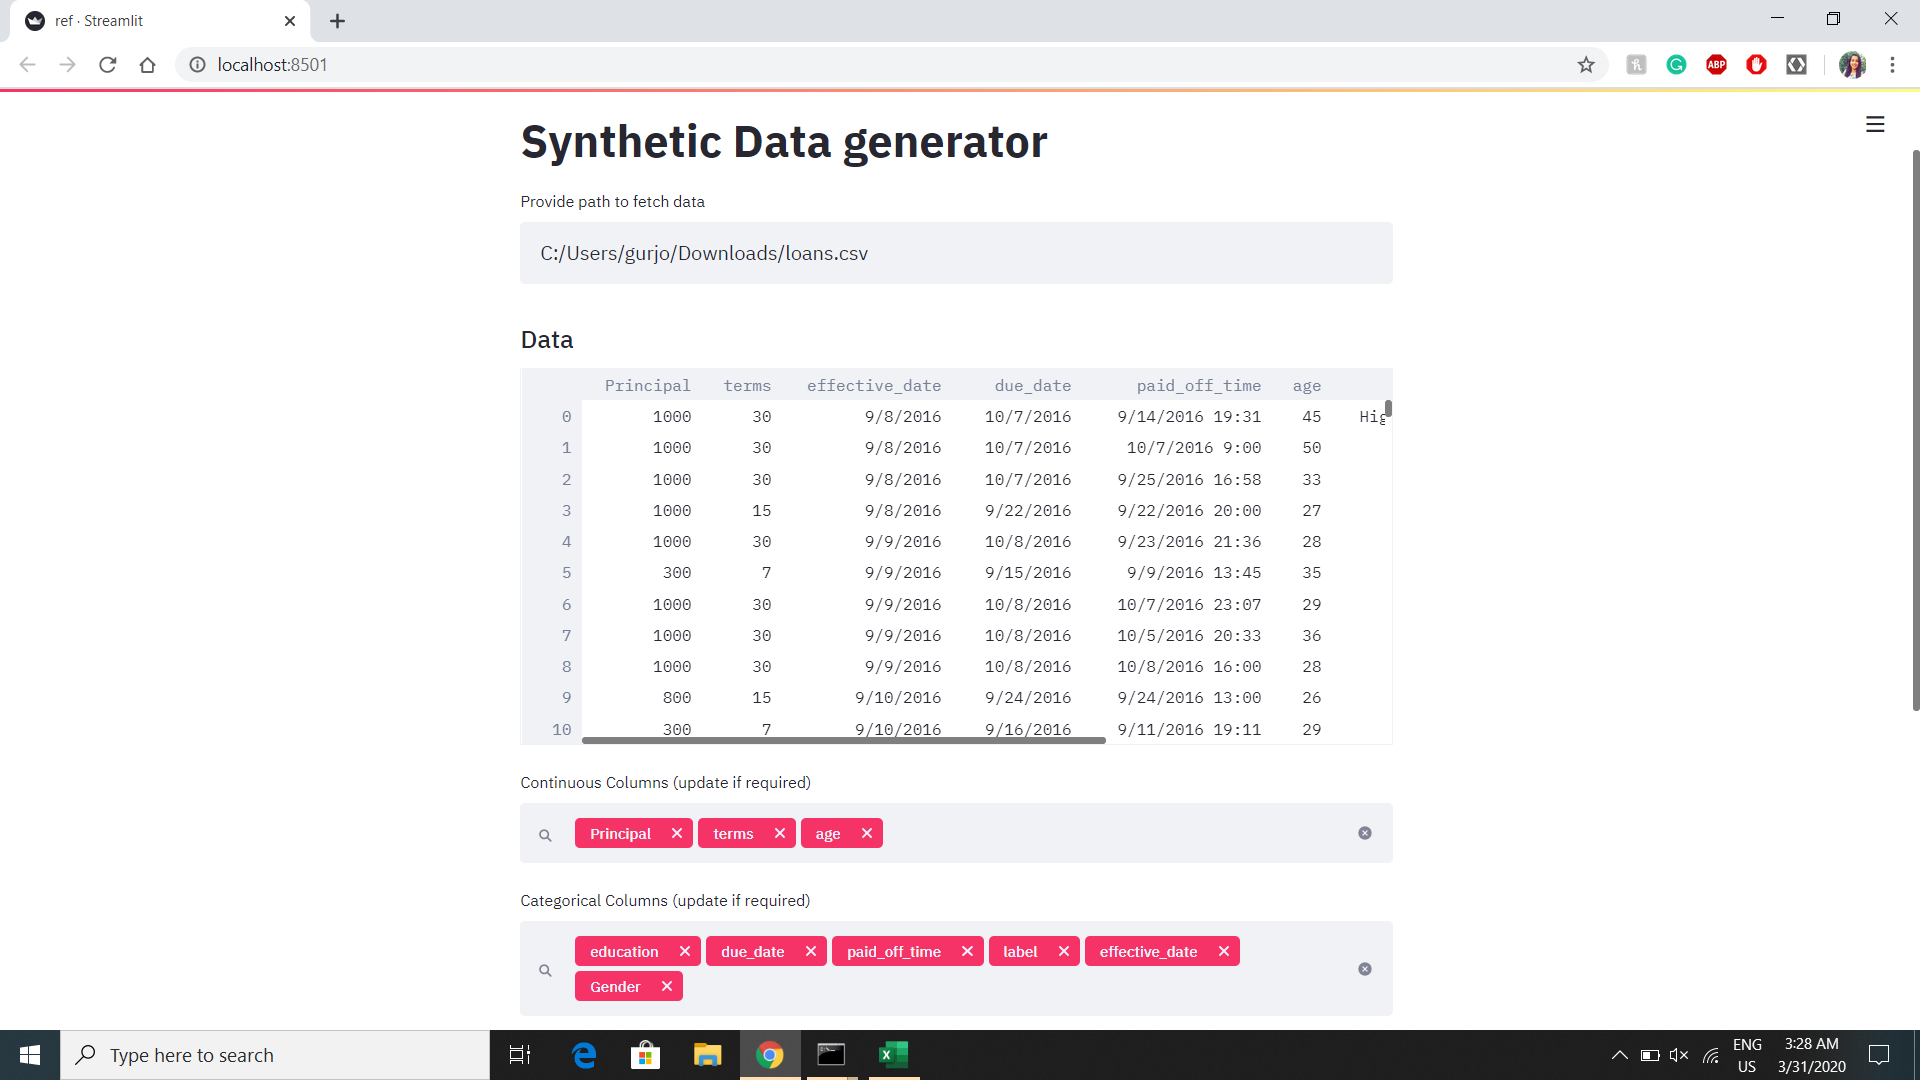 ref · Streamlit
localhost:8501
ABP
Synthetic Data generator
Provide path to fetch data
C:/Users/gurjo/Downloads/loans.csv
Data
Principal terms effective_date due_date paid_off_time age
0 1000 30 9/8/2016 10/7/2016 9/14/2016 19:31 45 Hig
1 1000 30 9/8/2016 10/7/2016 10/7/2016 9:00 50
2 1000 30 9/8/2016 10/7/2016 9/25/2016 16:58 33
3 1000 15 9/8/2016 9/22/2016 9/22/2016 20:00 27
4 1000 30 9/9/2016 10/8/2016 9/23/2016 21:36 28
5 300 7 9/9/2016 9/15/2016 9/9/2016 13:45 35
6 1000 30 9/9/2016 10/8/2016 10/7/2016 23:07 29
7 1000 30 9/9/2016 10/8/2016 10/5/2016 20:33 36
8 1000 30 9/9/2016 10/8/2016 10/8/2016 16:00 28
9 800 15 9/10/2016 9/24/2016 9/24/2016 13:00 26
10 300 7 9/10/2016 9/16/2016 9/11/2016 19:11 29
Continuous Columns (update if required)
Principal terms age
Categorical Columns (update if required)
education due_date paid_off_time label effective_date
Gender
Type here to search
ENG 3:28 AM
US 3/31/2020